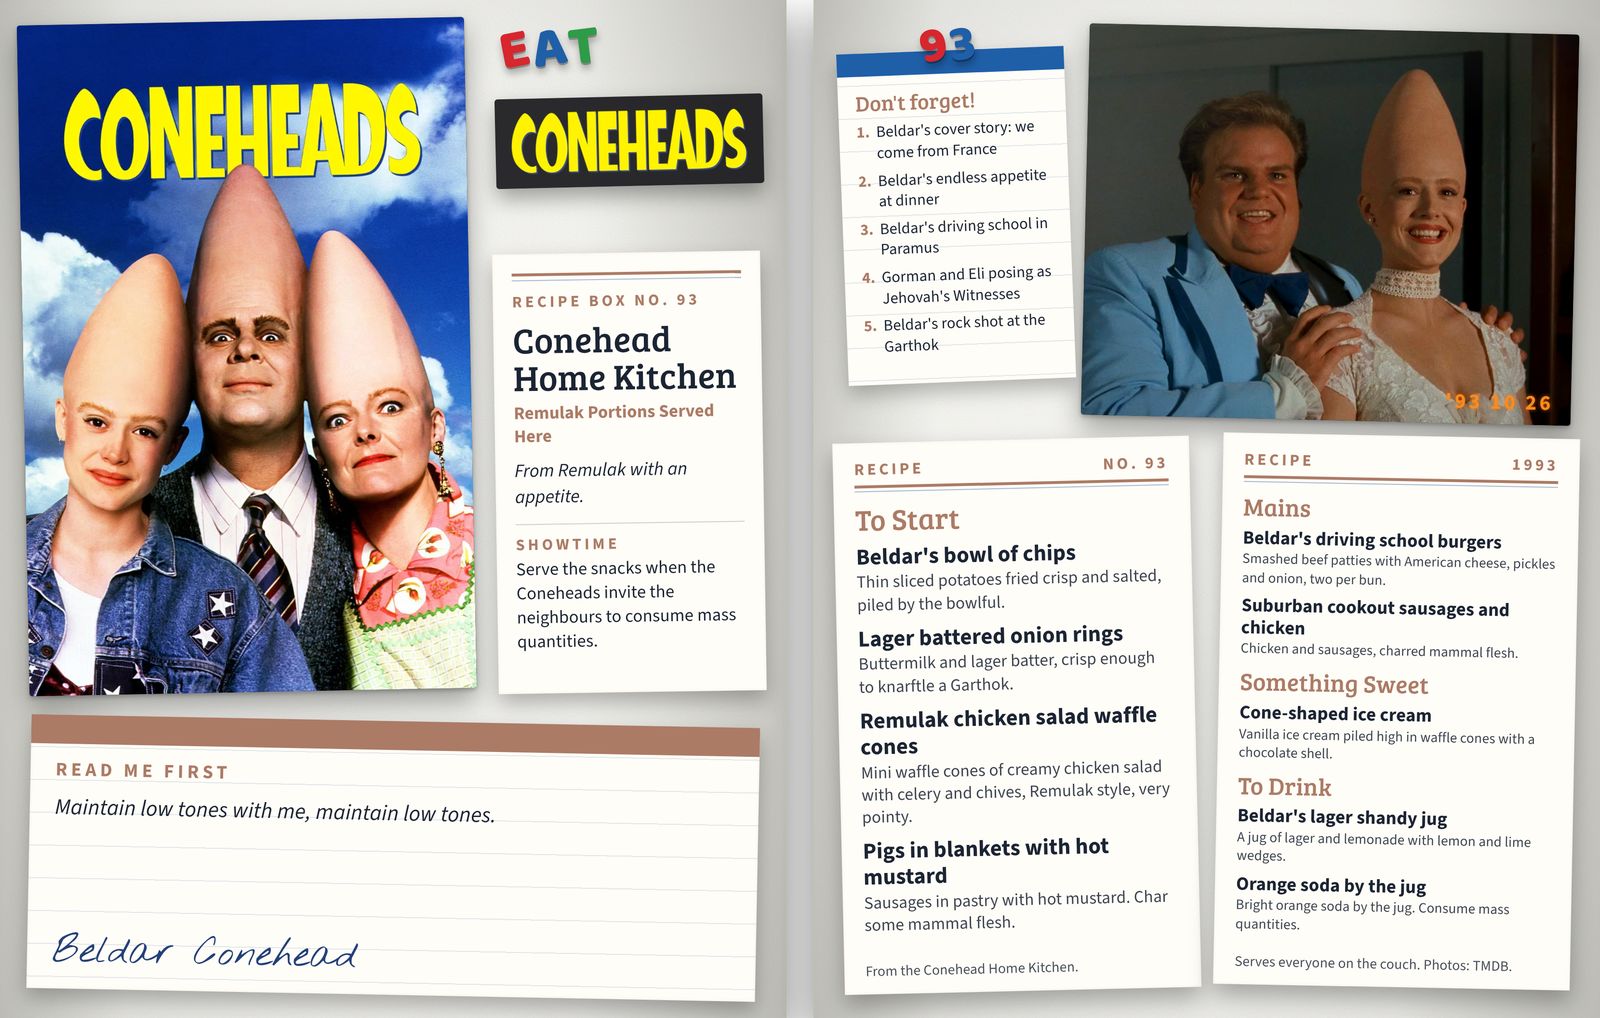 CONEHEADS
EAT
CONEHEADS
RECIPE BOX NO. 93
Conehead
Home Kitchen
Remulak Portions Served
Here
From Remulak with an
appetite.
SHOWTIME
Serve the snacks when the
Coneheads invite the
neighbours to consume mass
quantities.
READ ME FIRST
Maintain low tones with me, maintain low tones.
Beldar Conehead
93
Don't forget!
1. Beldar's cover story: we
come from France
2. Beldar's endless appetite
at dinner
3. Beldar's driving school in
Paramus
4. Gorman and Eli posing as
Jehovah's Witnesses
5. Beldar's rock shot at the
Garthok
'93 10 26
RECIPE NO. 93
To Start
Beldar's bowl of chips
Thin sliced potatoes fried crisp and salted,
piled by the bowlful.
Lager battered onion rings
Buttermilk and lager batter, crisp enough
to knarftle a Garthok.
Remulak chicken salad waffle
cones
Mini waffle cones of creamy chicken salad
with celery and chives, Remulak style, very
pointy.
Pigs in blankets with hot
mustard
Sausages in pastry with hot mustard. Char
some mammal flesh.
From the Conehead Home Kitchen.
RECIPE 1993
Mains
Beldar's driving school burgers
Smashed beef patties with American cheese, pickles
and onion, two per bun.
Suburban cookout sausages and
chicken
Chicken and sausages, charred mammal flesh.
Something Sweet
Cone-shaped ice cream
Vanilla ice cream piled high in waffle cones with a
chocolate shell.
To Drink
Beldar's lager shandy jug
A jug of lager and lemonade with lemon and lime
wedges.
Orange soda by the jug
Bright orange soda by the jug. Consume mass
quantities.
Serves everyone on the couch. Photos: TMDB.